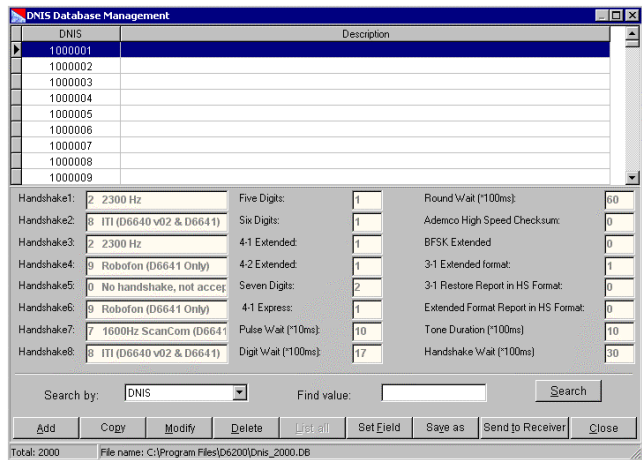 DNIS Database Management
DNIS Description
1000001
1000002
1000003
1000004
1000005
1000006
1000007
1000008
1000009
Handshake1: 2 2300 Hz Five Digits: 1 Round Wait (*100ms): 60
Handshake2: 8 ITI (D6640 v02 & D6641) Six Digits: 1 Ademco High Speed Checksum: 0
Handshake3: 2 2300 Hz 4-1 Extended: 1 BFSK Extended 0
Handshake4: 9 Robofon (D6641 Only) 4-2 Extended: 1 3-1 Extended format: 1
Handshake5: 0 No handshake, not accep Seven Digits: 2 3-1 Restore Report in HS Format: 0
Handshake6: 9 Robofon (D6641 Only) 4-1 Express: 1 Extended Format Report in HS Format: 0
Handshake7: 7 1600Hz ScanCom (D6641 Pulse Wait (*10ms): 10 Tone Duration (*100ms) 10
Handshake8: 8 ITI (D6640 v02 & D6641) Digit Wait (*100ms): 17 Handshake Wait (*100ms) 30
Search by: DNIS Find value: Search
Add Copy Modify Delete List all Set Field Save as Send to Receiver Close
Total: 2000 File name: C:\Program Files\D6200\Dnis_2000.DB